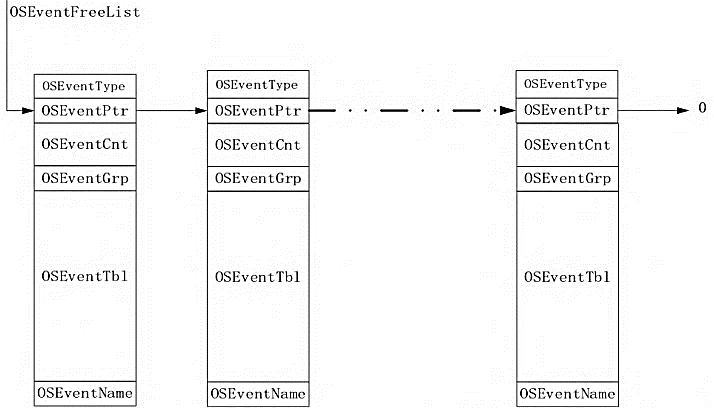 OSEventFreeList
OSEventType
OSEventPtr
OSEventCnt
OSEventGrp
OSEventTbl
OSEventName
OSEventType
OSEventPtr
OSEventCnt
OSEventGrp
OSEventTbl
OSEventName
OSEventType
OSEventPtr
OSEventCnt
OSEventGrp
OSEventTbl
OSEventName
0